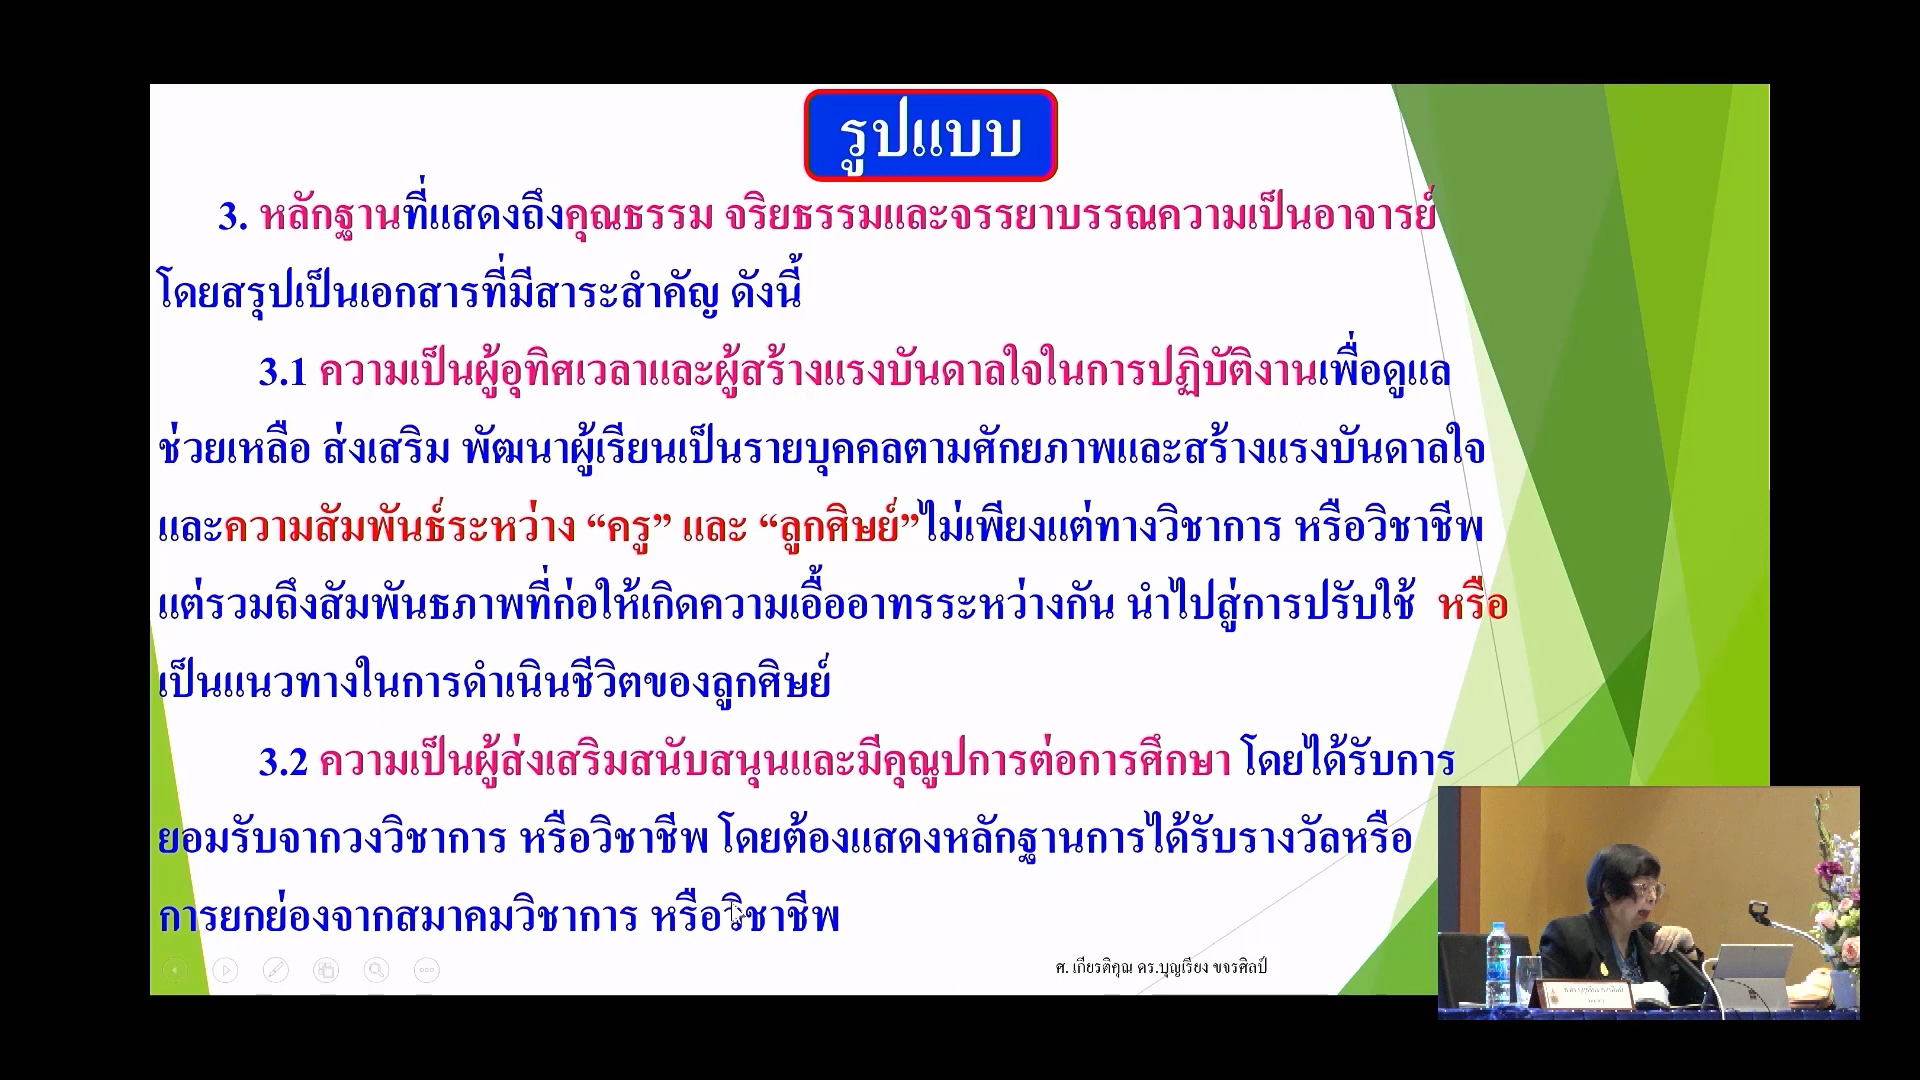 รูปแบบ
3. หลักฐานที่แสดงถึงคุณธรรม จริยธรรมและจรรยาบรรณความเป็นอาจารย์
โดยสรุปเป็นเอกสารที่มีสาระสำคัญ ดังนี้
3.1 ความเป็นผู้อุทิศเวลาและผู้สร้างแรงบันดาลใจในการปฏิบัติงานเพื่อดูแล
ช่วยเหลือ ส่งเสริม พัฒนาผู้เรียนเป็นรายบุคคลตามศักยภาพและสร้างแรงบันดาลใจ
และความสัมพันธ์ระหว่าง “ครู” และ “ลูกศิษย์”ไม่เพียงแต่ทางวิชาการ หรือวิชาชีพ
แต่รวมถึงสัมพันธภาพที่ก่อให้เกิดความเอื้ออาทรระหว่างกัน นำไปสู่การปรับใช้ หรือ
เป็นแนวทางในการดำเนินชีวิตของลูกศิษย์
3.2 ความเป็นผู้ส่งเสริมสนับสนุนและมีคุณูปการต่อการศึกษา โดยได้รับการ
ยอมรับจากวงวิชาการ หรือวิชาชีพ โดยต้องแสดงหลักฐานการได้รับรางวัลหรือ
การยกย่องจากสมาคมวิชาการ หรือวิชาชีพ
ศ. เกียรติคุณ ดร.บุญเรียง ขจรศิลป์